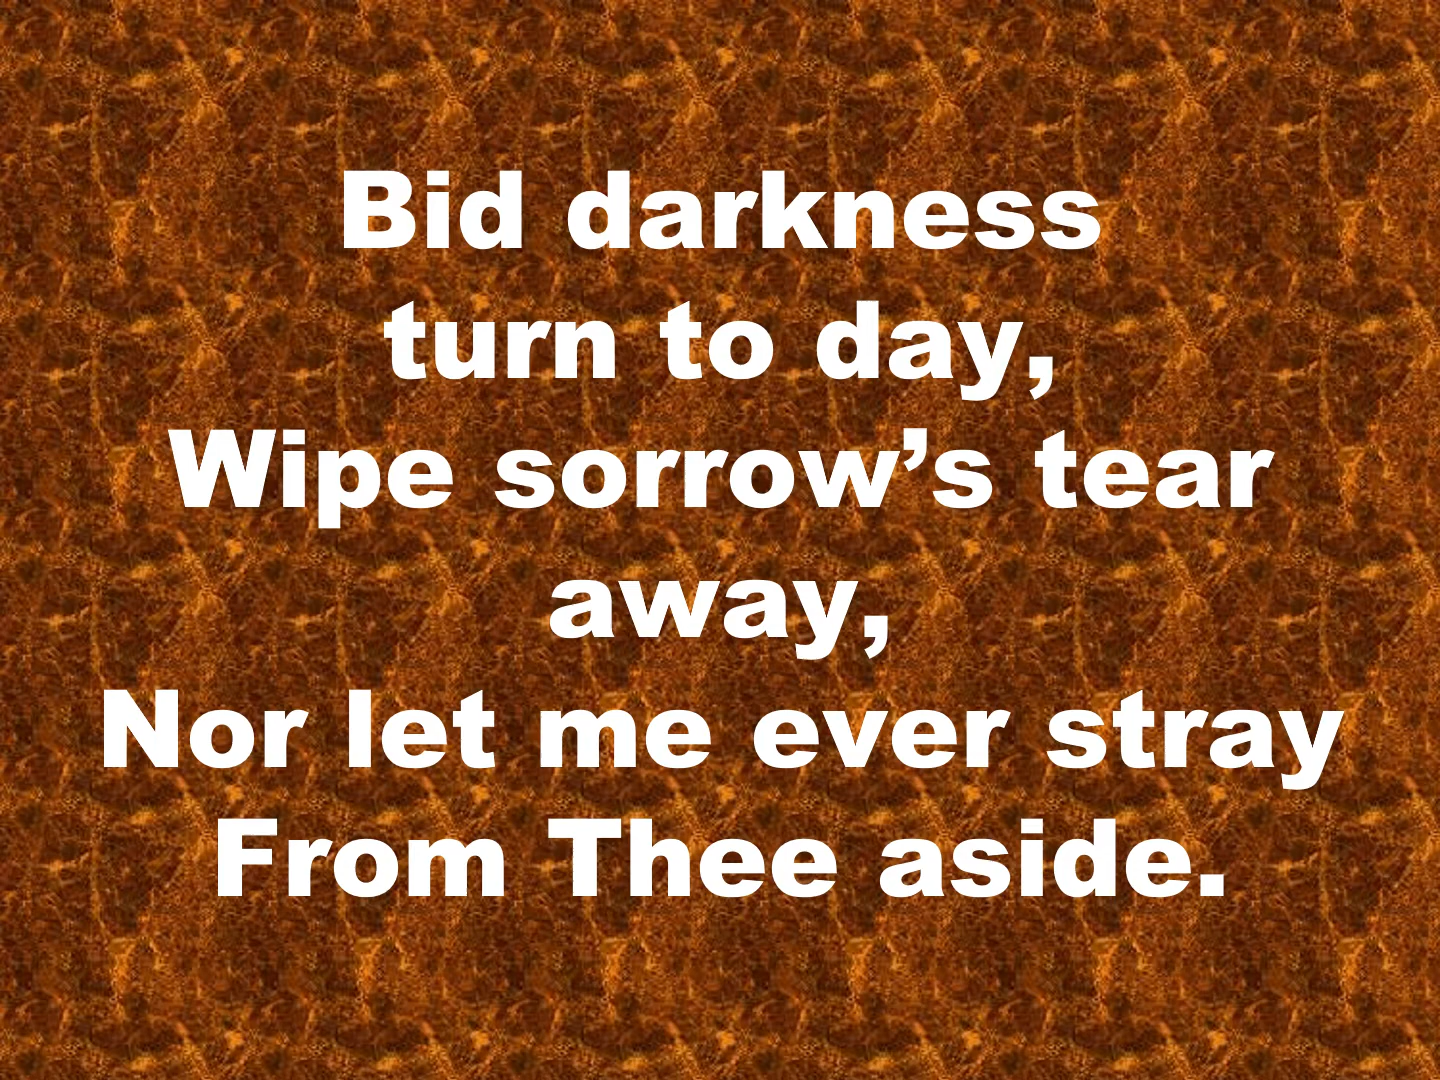 Bid darkness
turn to day,
Wipe sorrow’s tear
away,
Nor let me ever stray
From Thee aside.